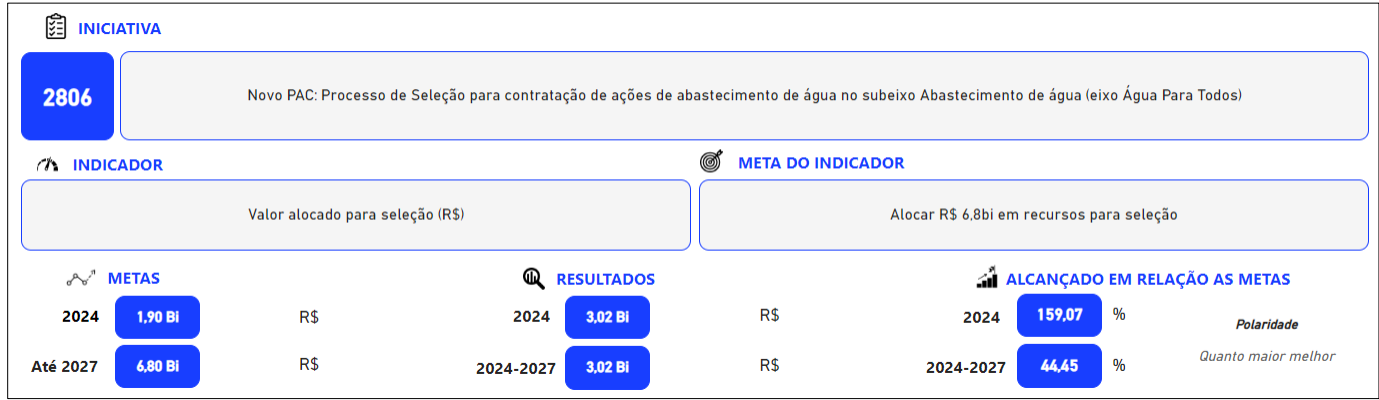 INICIATIVA
2806
Novo PAC: Processo de Seleção para contratação de ações de abastecimento de água no subeixo Abastecimento de água (eixo Água Para Todos)
INDICADOR
META DO INDICADOR
Valor alocado para seleção (R$)
Alocar R$ 6,8bi em recursos para seleção
METAS
RESULTADOS
ALCANÇADO EM RELAÇÃO AS METAS
2024 1,90 Bi R$ 2024 3,02 Bi R$ 2024 159,07 % Polaridade
Até 2027 6,80 Bi R$ 2024-2027 3,02 Bi R$ 2024-2027 44,45 % Quanto maior melhor